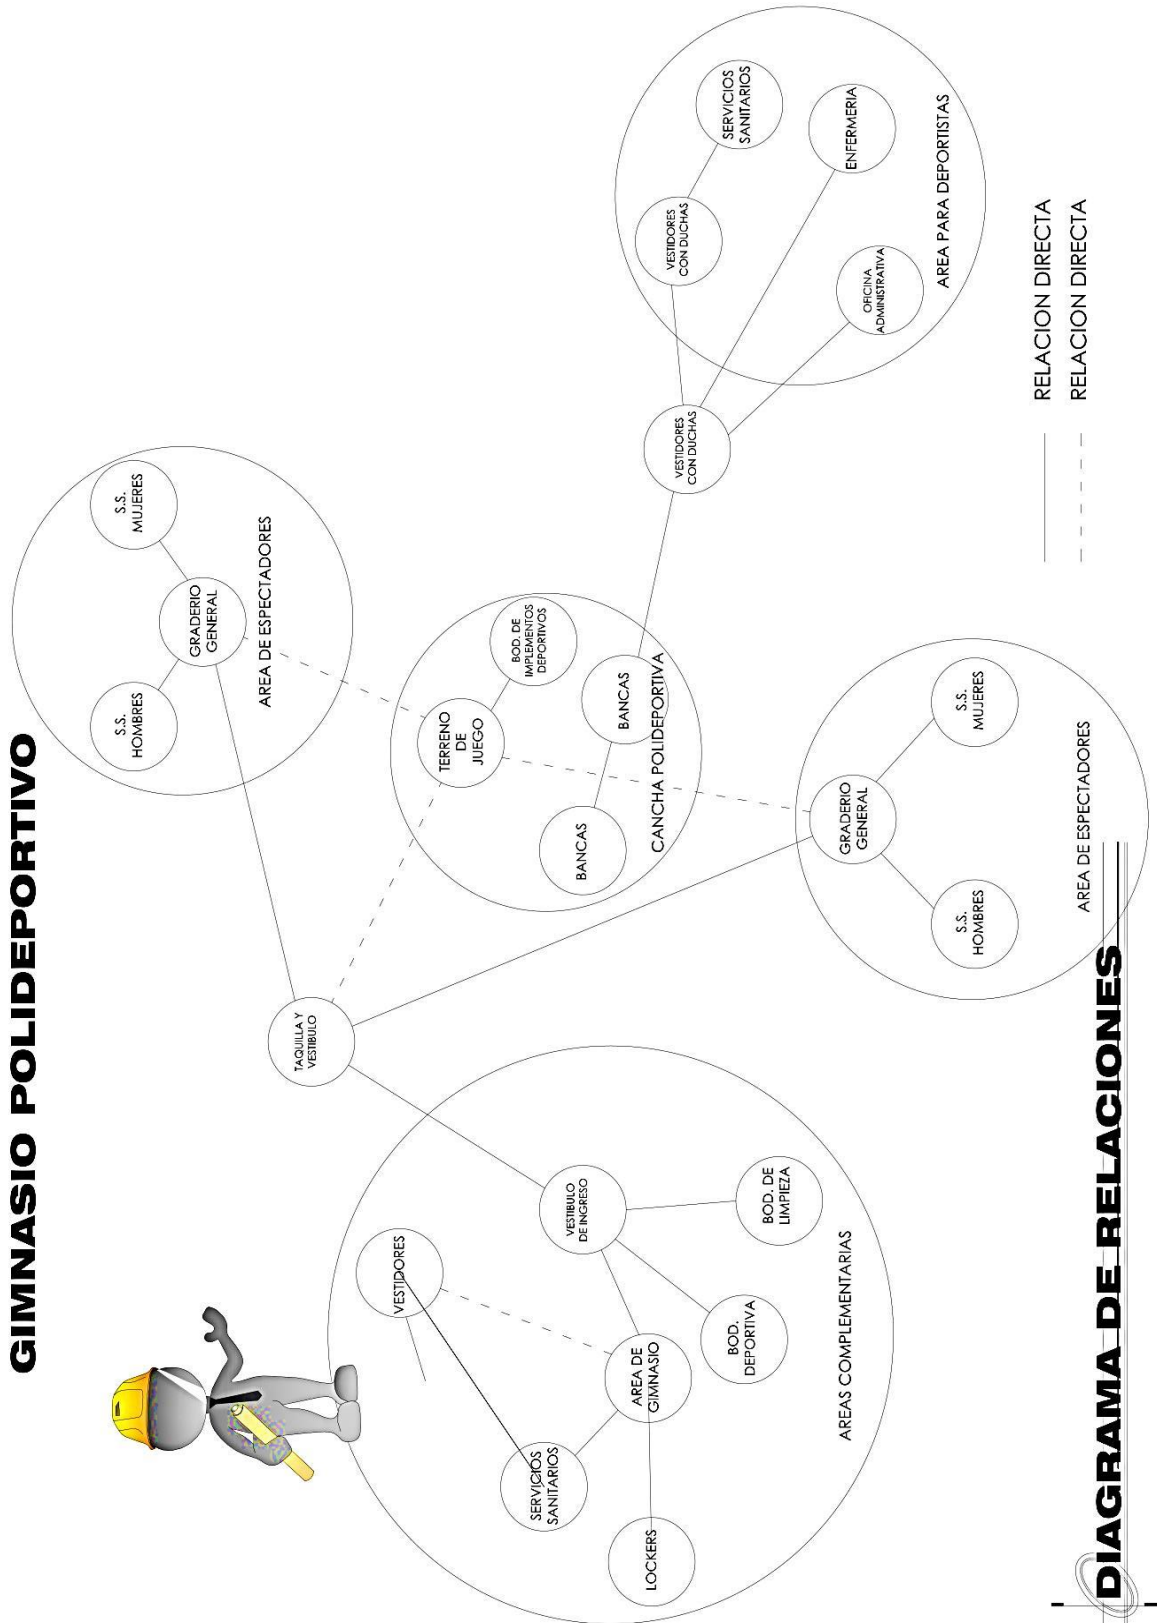 GIMNASIO POLIDEPORTIVO
S.S.
HOMBRES
S.S.
MUJERES
GRADERIO
GENERAL
AREA DE ESPECTADORES
TAQUILLA Y
VESTIBULO
TERRENO
DE
JUEGO
BOD. DE
IMPLEMENTOS
DEPORTIVOS
BANCAS
BANCAS
CANCHA POLIDEPORTIVA
VESTIDORES
CON DUCHAS
VESTIDORES
CON DUCHAS
SERVICIOS
SANITARIOS
ENFERMERIA
OFICINA
ADMINISTRATIVA
AREA PARA DEPORTISTAS
VESTIDORES
VESTIBULO
DE INGRESO
SERVICIOS
SANITARIOS
AREA DE
GIMNASIO
LOCKERS
BOD.
DEPORTIVA
BOD. DE
LIMPIEZA
AREAS COMPLEMENTARIAS
GRADERIO
GENERAL
S.S.
HOMBRES
S.S.
MUJERES
AREA DE ESPECTADORES
RELACION DIRECTA
RELACION DIRECTA
DIAGRAMA DE RELACIONES